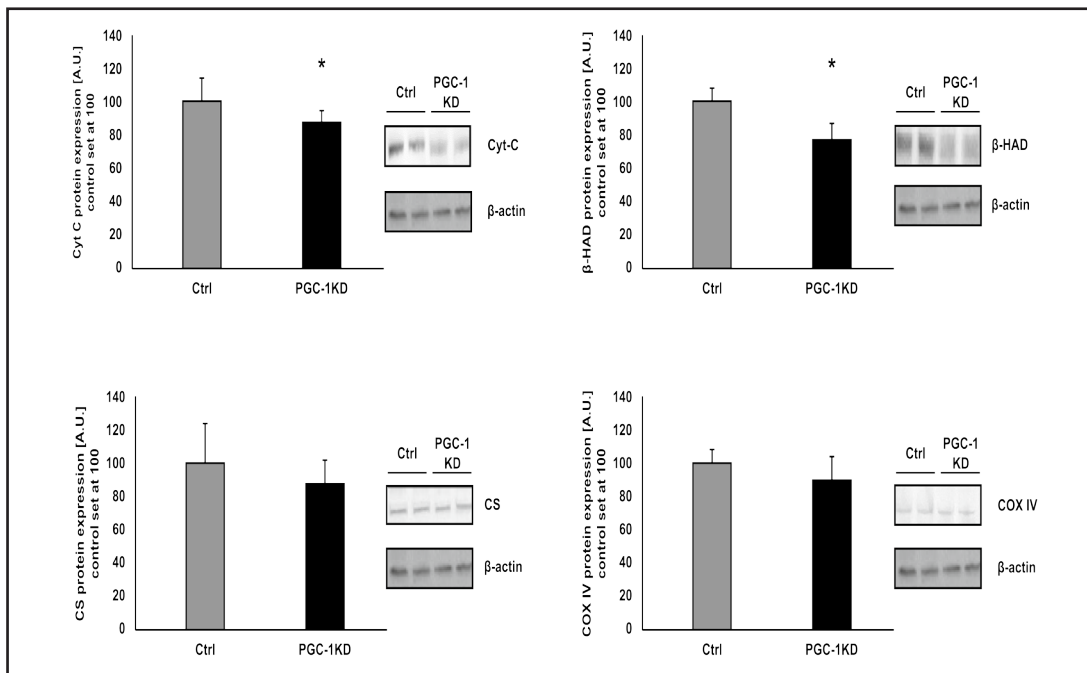 Cyt C protein expression [A.U.]
control set at 100
140
120
100
80
60
40
20
0
*
Ctrl
PGC-1KD
Ctrl
PGC-1
KD
Cyt-C
β-actin
β-HAD protein expression [A.U.]
control set at 100
140
120
100
80
60
40
20
0
*
Ctrl
PGC-1KD
Ctrl
PGC-1
KD
β-HAD
β-actin
CS protein expression [A.U.]
control set at 100
140
120
100
80
60
40
20
0
Ctrl
PGC-1KD
Ctrl
PGC-1
KD
CS
β-actin
COX IV protein expression [A.U.]
control set at 100
140
120
100
80
60
40
20
0
Ctrl
PGC-1KD
Ctrl
PGC-1
KD
COX IV
β-actin